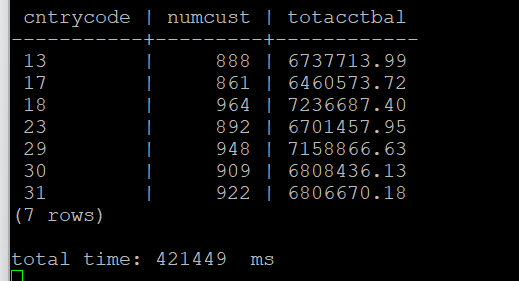 cntrycode | numcust | totacctbal
-----------+---------+------------
 13        |     888 | 6737713.99
 17        |     861 | 6460573.72
 18        |     964 | 7236687.40
 23        |     892 | 6701457.95
 29        |     948 | 7158866.63
 30        |     909 | 6808436.13
 31        |     922 | 6806670.18
(7 rows)

total time: 421449  ms